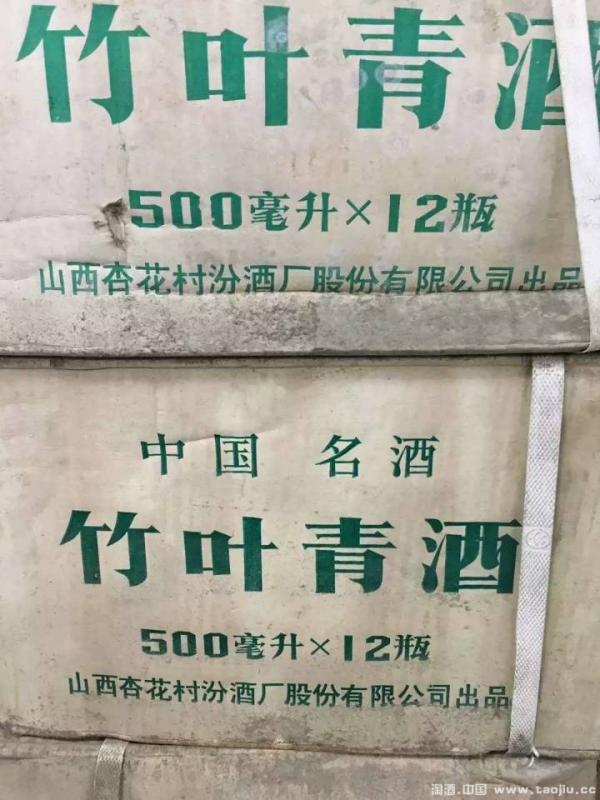 竹叶青酒
500毫升×12瓶
山西杏花村汾酒厂股份有限公司出品
中国 名酒
竹叶青酒
500毫升×12瓶
山西杏花村汾酒厂股份有限公司出品
淘酒.中国 www.taojiu.cc